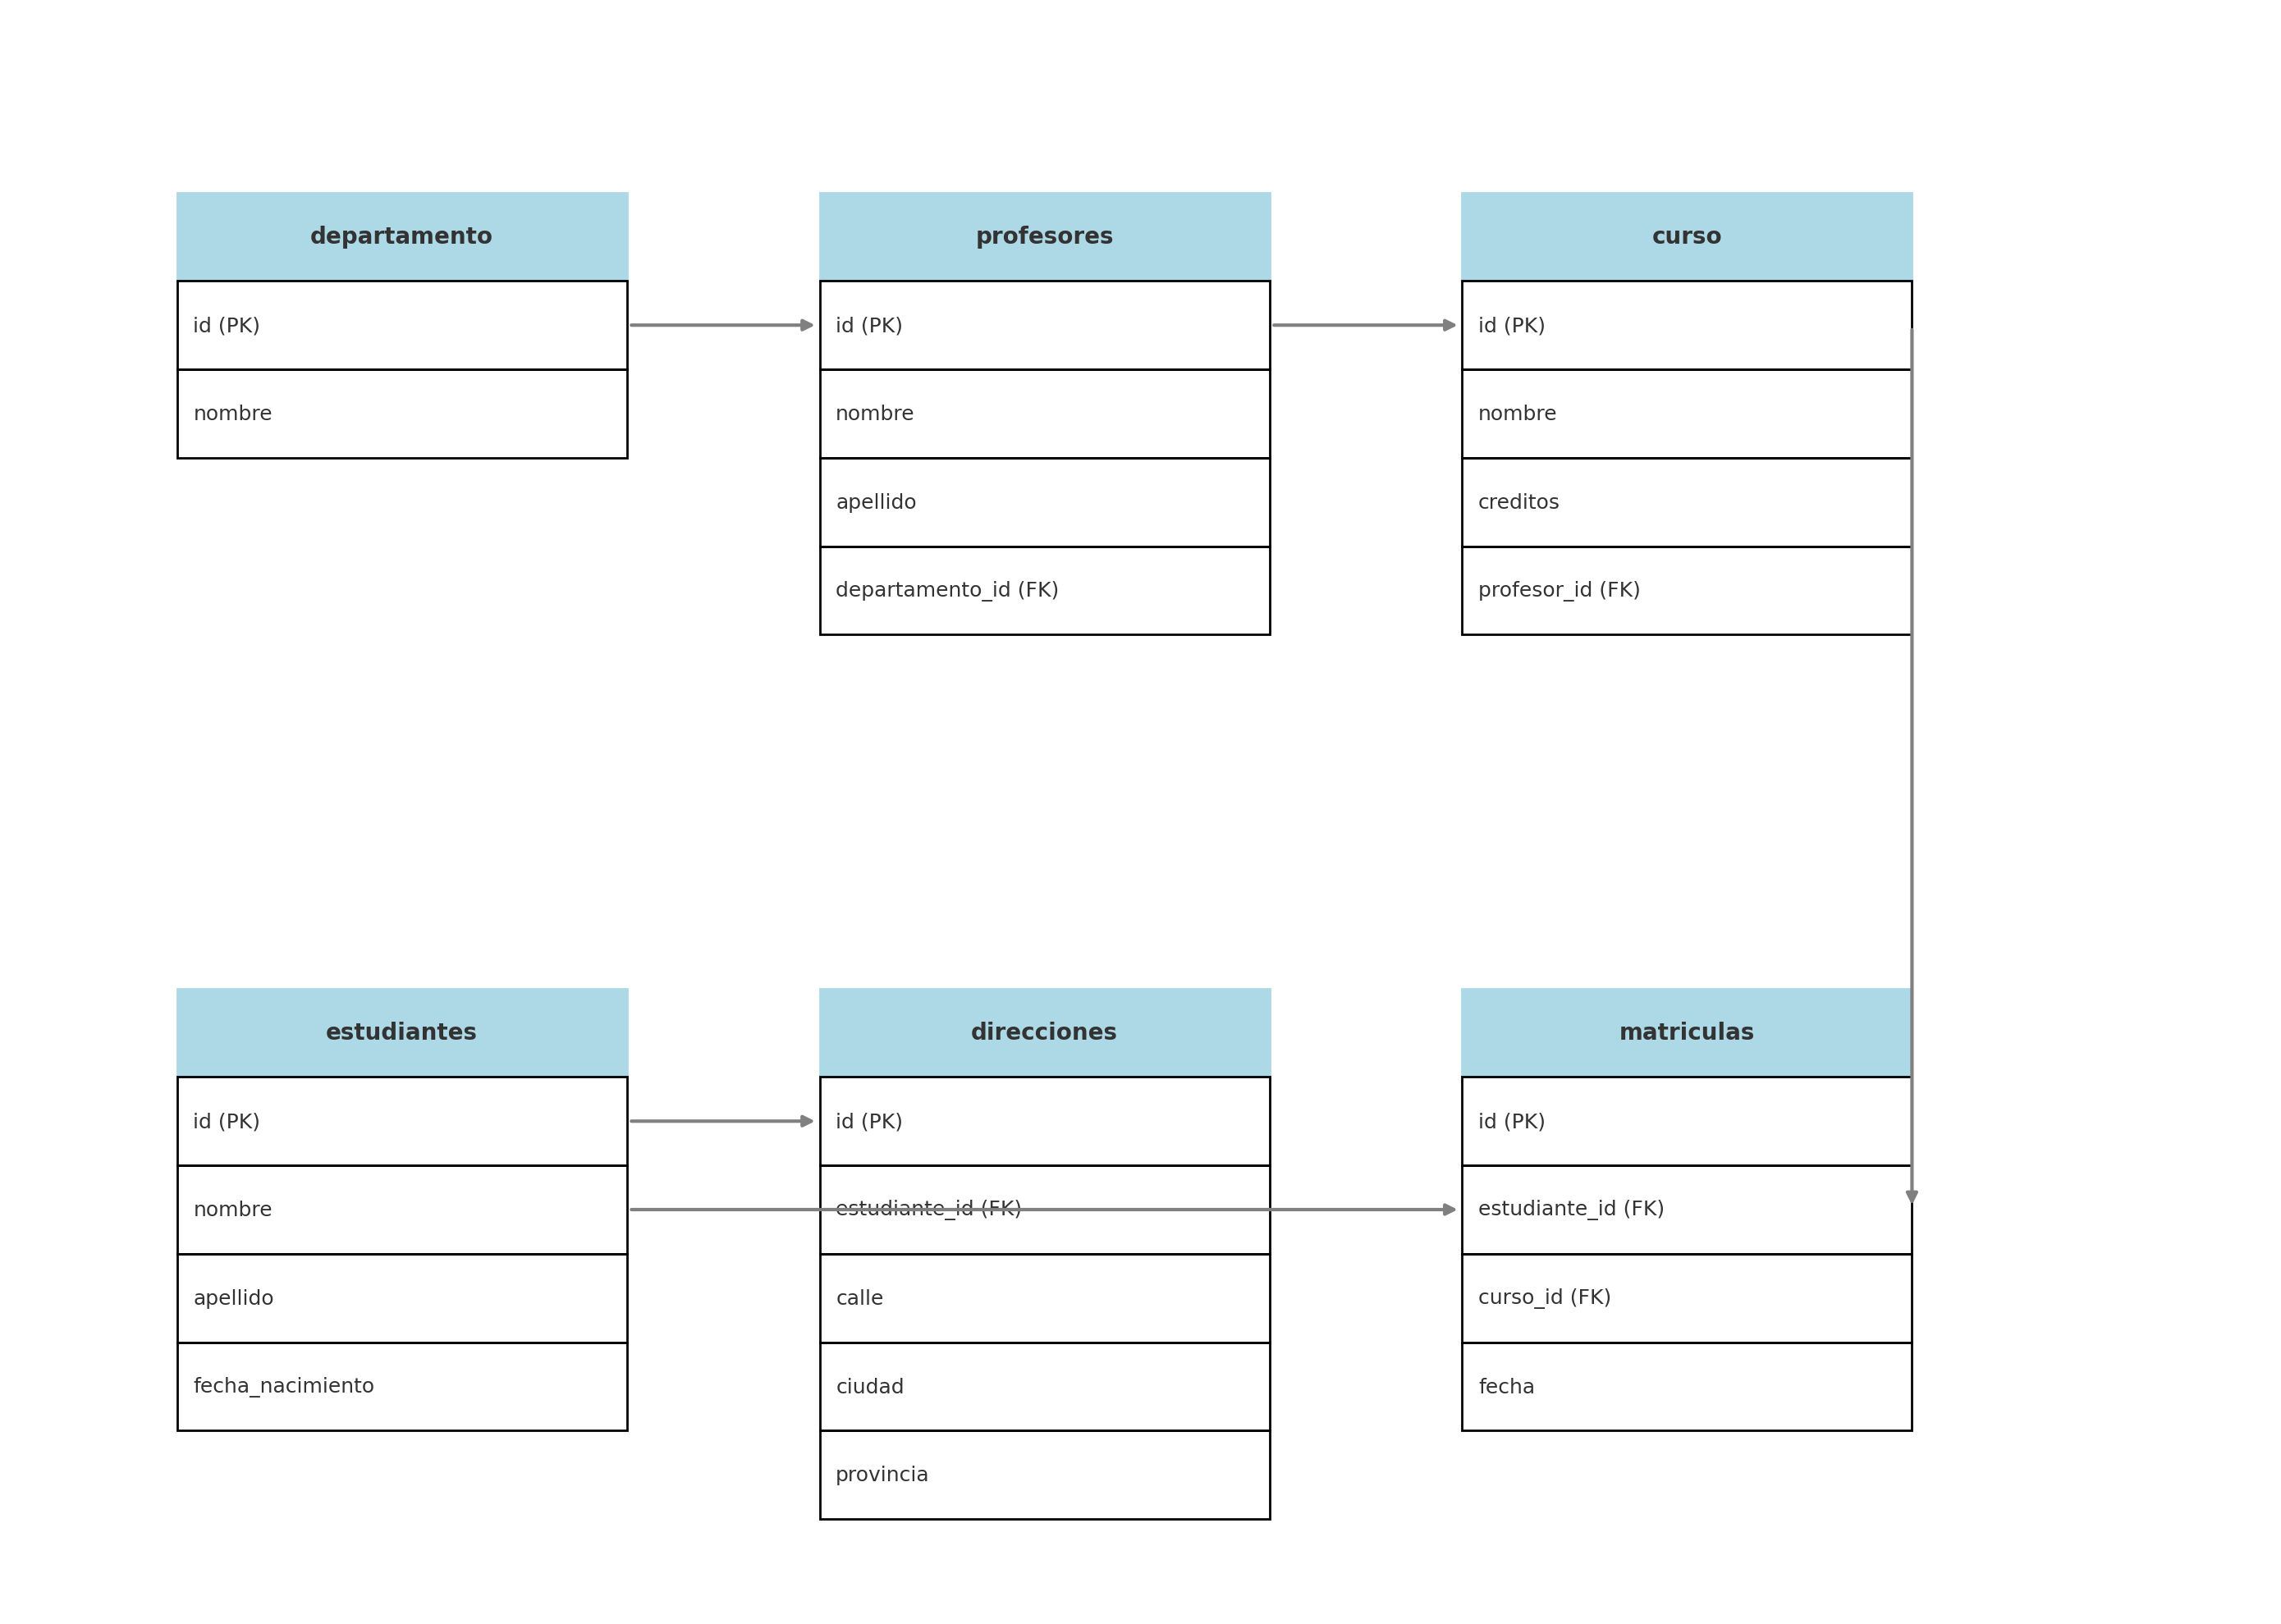 departamento
id (PK)
nombre
profesores
id (PK)
nombre
apellido
departamento_id (FK)
curso
id (PK)
nombre
creditos
profesor_id (FK)
estudiantes
id (PK)
nombre
apellido
fecha_nacimiento
direcciones
id (PK)
estudiante_id (FK)
calle
ciudad
provincia
matriculas
id (PK)
estudiante_id (FK)
curso_id (FK)
fecha